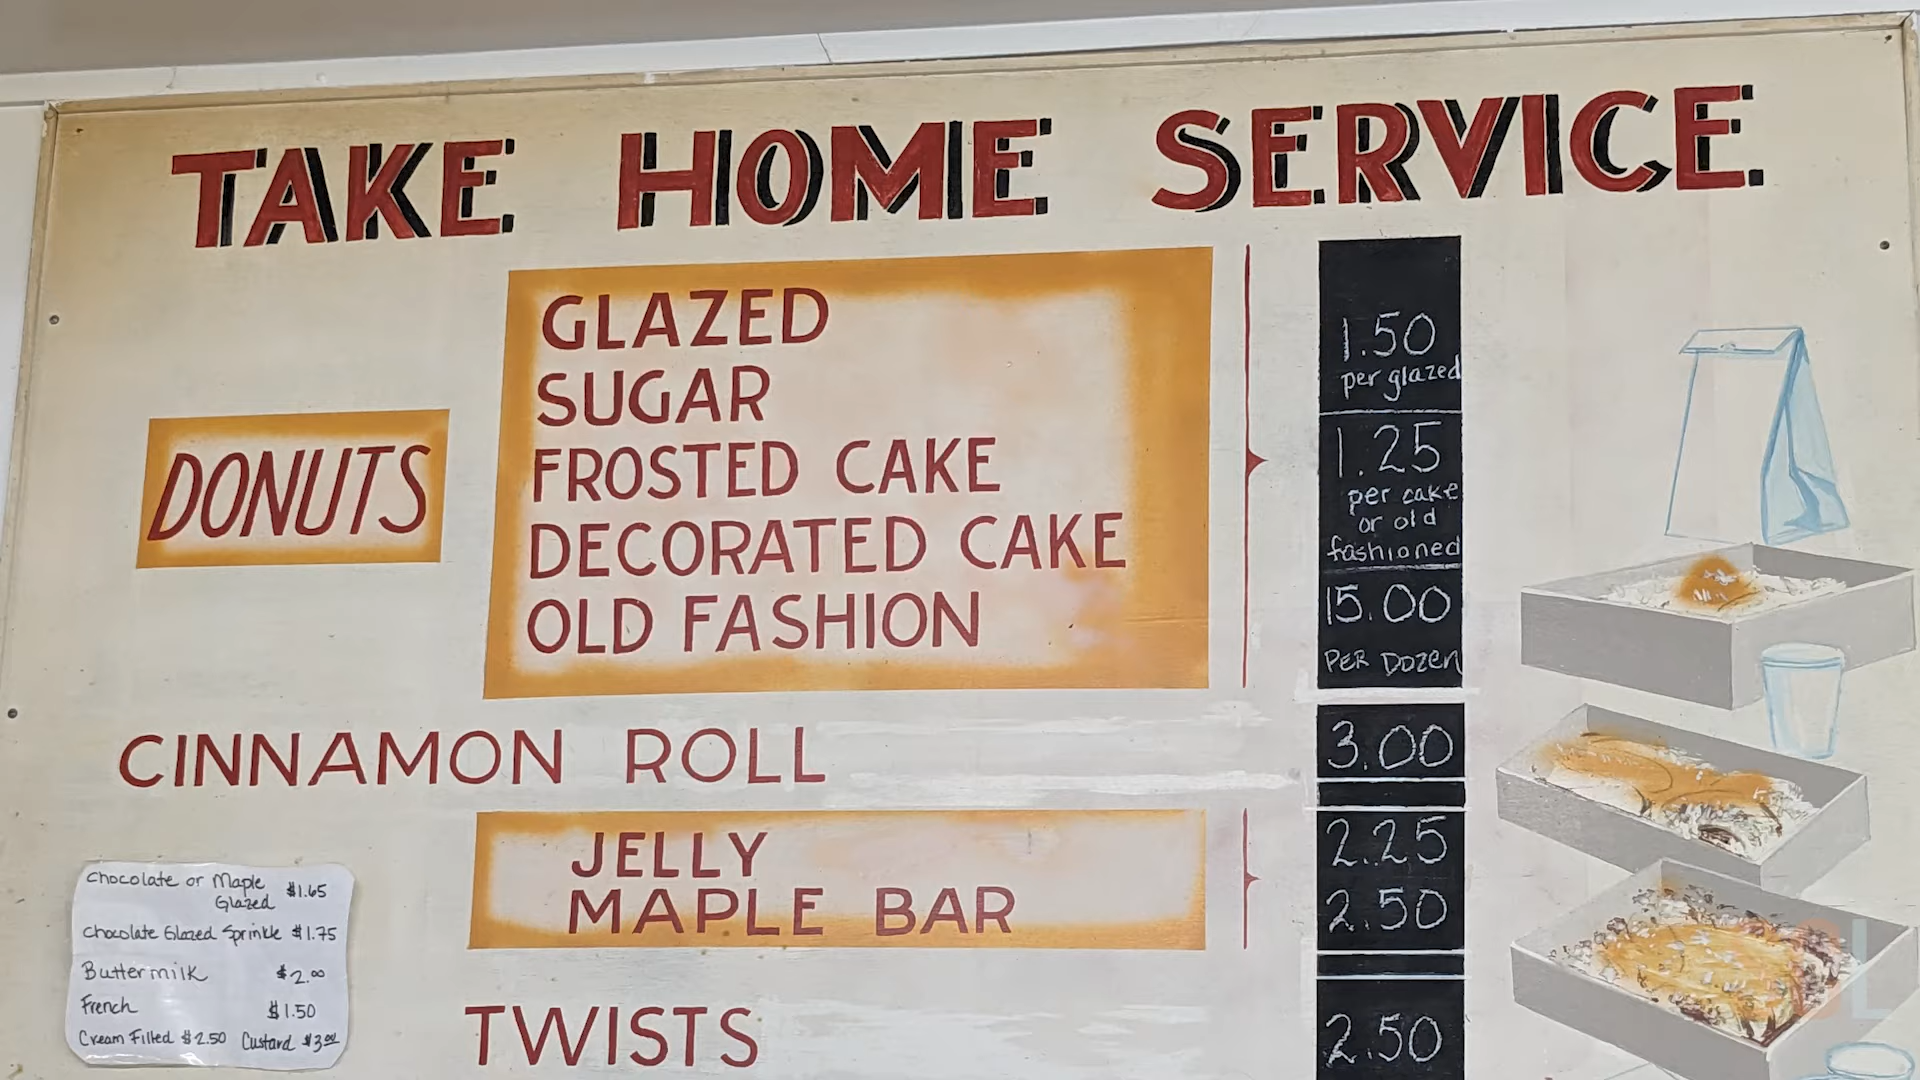 TAKE HOME SERVICE
DONUTS
GLAZED
SUGAR
FROSTED CAKE
DECORATED CAKE
OLD FASHION
1.50
per glazed
1.25
per cake
or old
fashioned
15.00
PER DOZEN
CINNAMON ROLL 3.00
JELLY 2.25
MAPLE BAR 2.50
TWISTS 2.50
Chocolate or Maple
Glazed $1.65
Chocolate Glazed Sprinkle $1.75
Buttermilk $2.00
French $1.50
Cream Filled $2.50 Custard $3.00